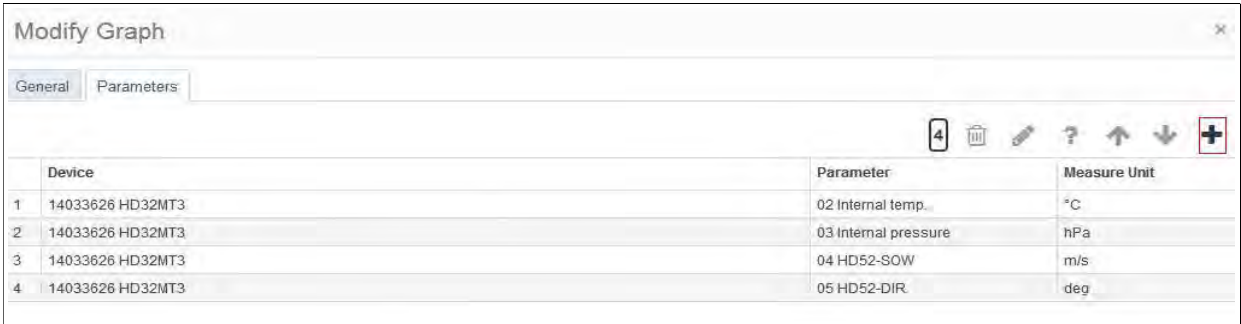 Modify Graph ×
General Parameters
4 ?
Device Parameter Measure Unit
1 14033626 HD32MT3 02 Internal temp. °C
2 14033626 HD32MT3 03 Internal pressure hPa
3 14033626 HD32MT3 04 HD52-SOW m/s
4 14033626 HD32MT3 05 HD52-DIR. deg